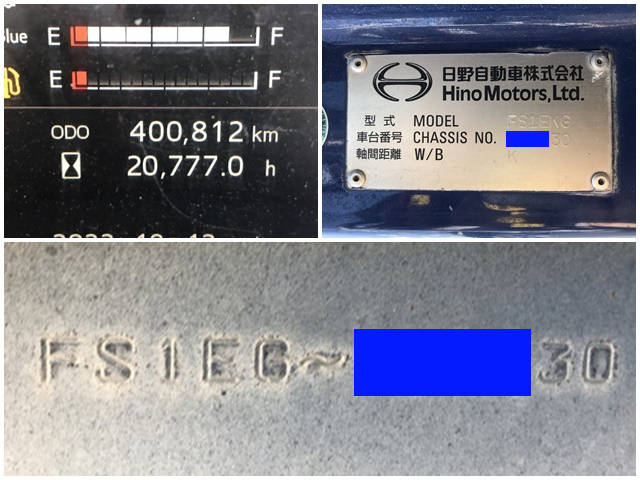 Blue E F
E F
ODO 400,812 km
20,777.0 h
日野自動車株式会社
Hino Motors, Ltd.
型式 MODEL FS1EKG
車台番号 CHASSIS NO. 30
軸間距離 W/B K
FS1EG~ 30